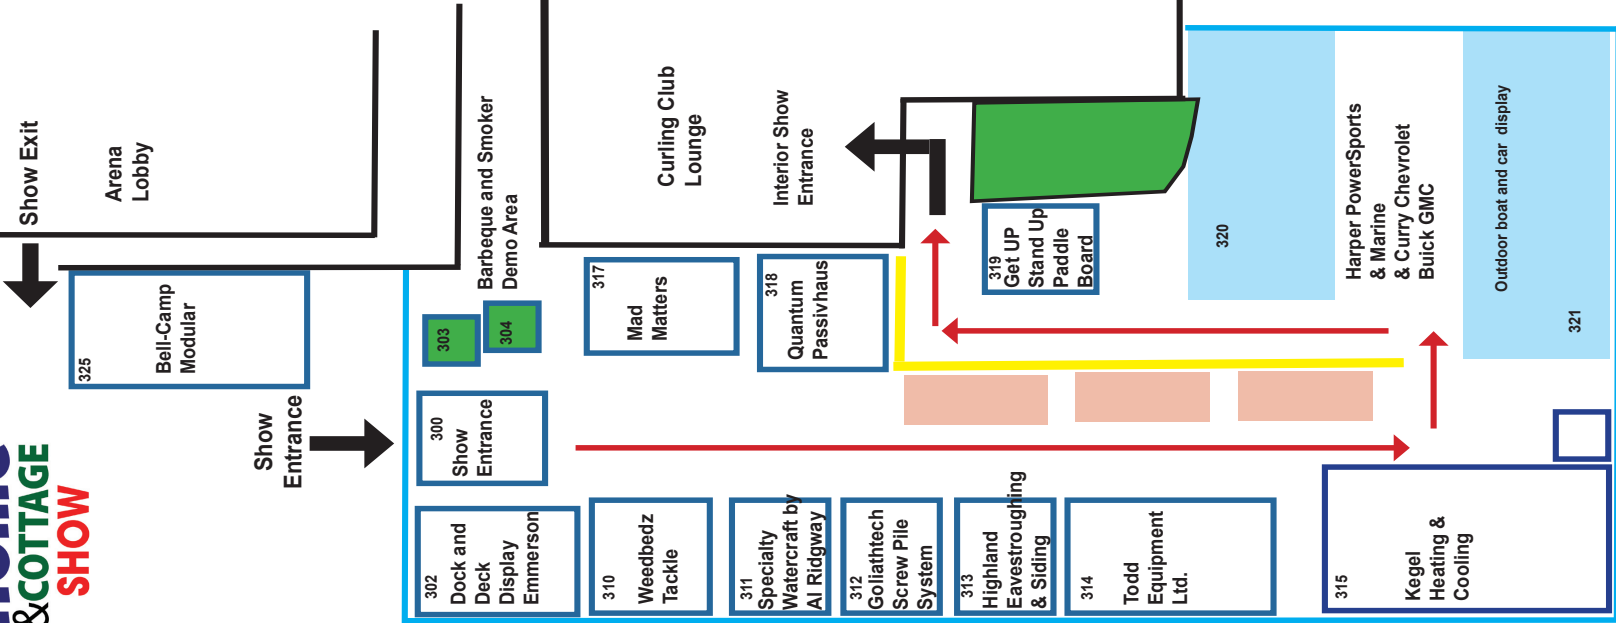 &COTTAGE
SHOW
Show Exit
Arena
Lobby
325
Bell-Camp
Modular
Show
Entrance
Barbeque and Smoker
Demo Area
303
304
300
Show
Entrance
302
Dock and
Deck
Display
Emmerson
310
Weedbedz
Tackle
311
Specialty
Watercraft by
Al Ridgway
312
Goliathtech
Screw Pile
System
313
Highland
Eavestroughing
& Siding
314
Todd
Equipment
Ltd.
315
Kegel
Heating &
Cooling
317
Mad
Matters
318
Quantum
Passivhaus
Curling Club
Lounge
Interior Show
Entrance
319
Get UP
Stand Up
Paddle
Board
320
Harper PowerSports
& Marine
& Curry Chevrolet
Buick GMC
Outdoor boat and car display
321